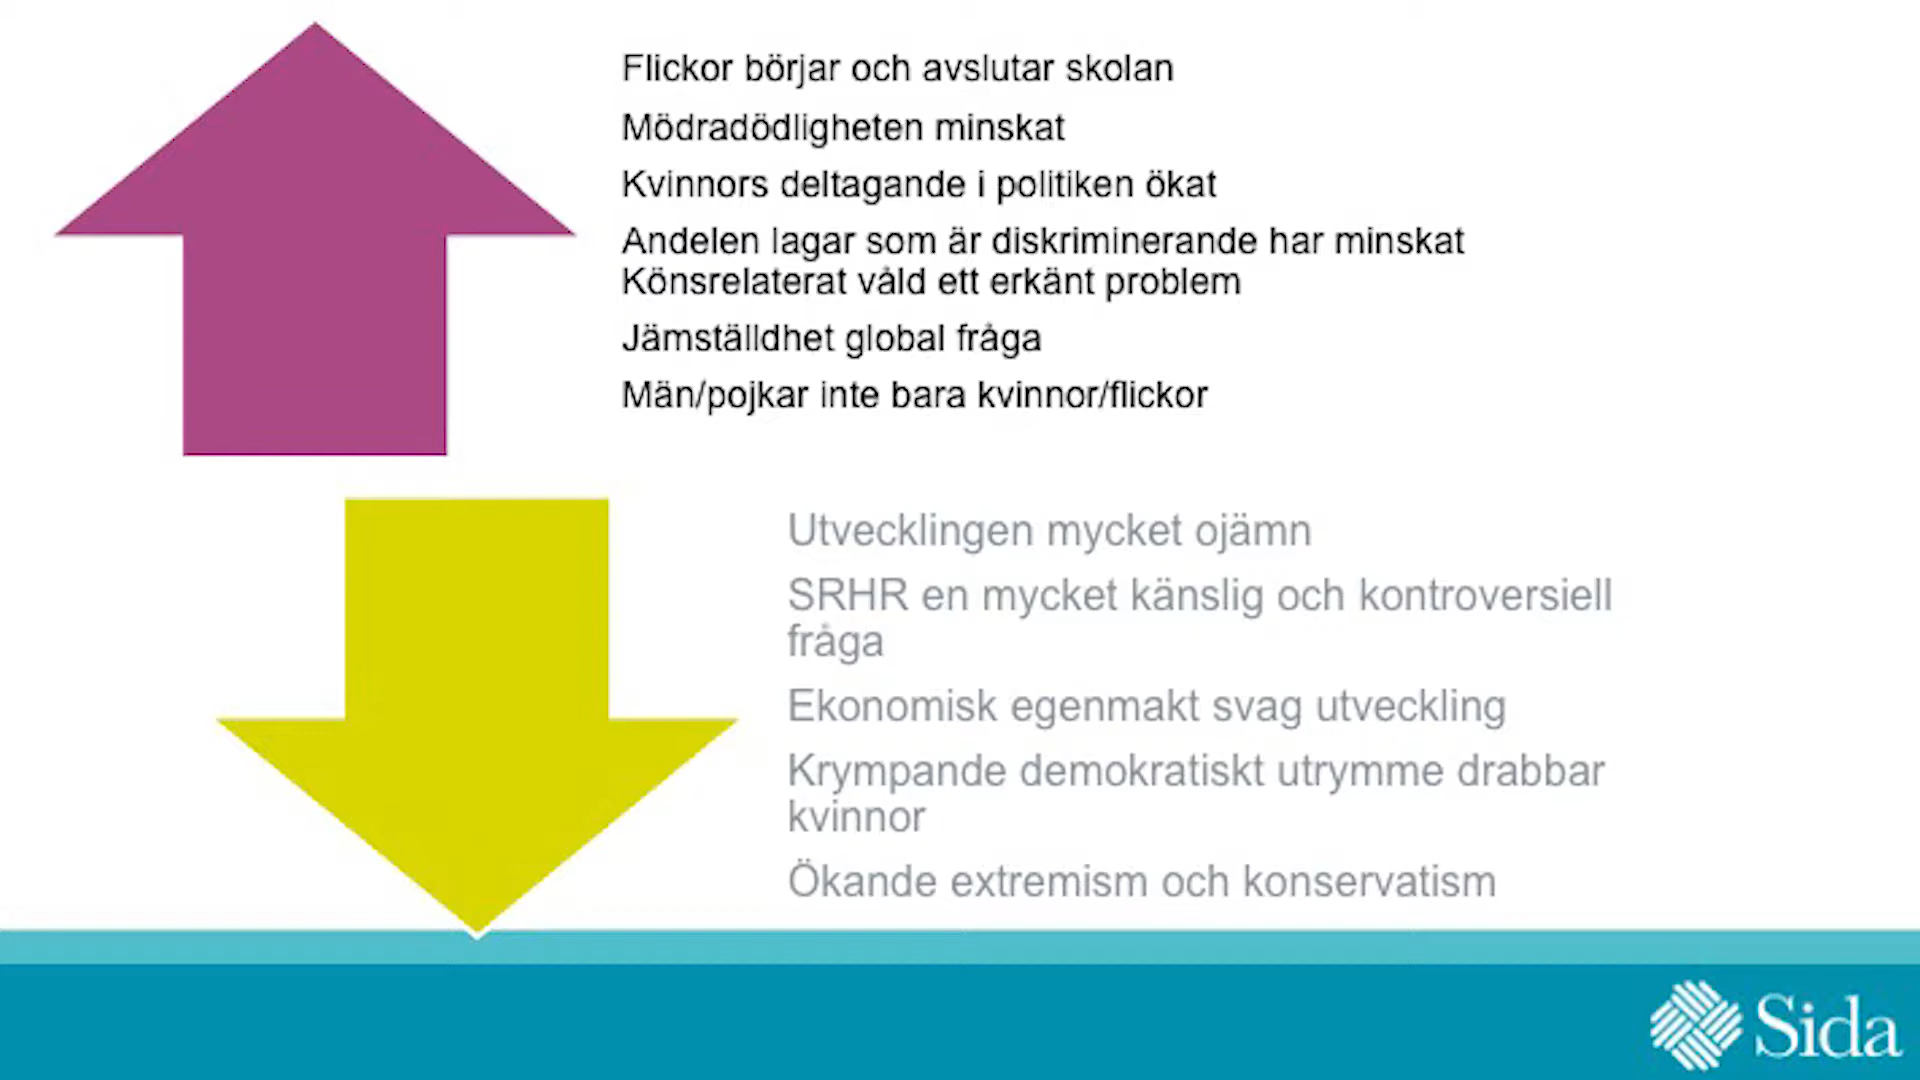 Flickor börjar och avslutar skolan
Mödradödligheten minskat
Kvinnors deltagande i politiken ökat
Andelen lagar som är diskriminerande har minskat
Könsrelaterat våld ett erkänt problem
Jämställdhet global fråga
Män/pojkar inte bara kvinnor/flickor
Utvecklingen mycket ojämn
SRHR en mycket känslig och kontroversiell
fråga
Ekonomisk egenmakt svag utveckling
Krympande demokratiskt utrymme drabbar
kvinnor
Ökande extremism och konservatism
Sida